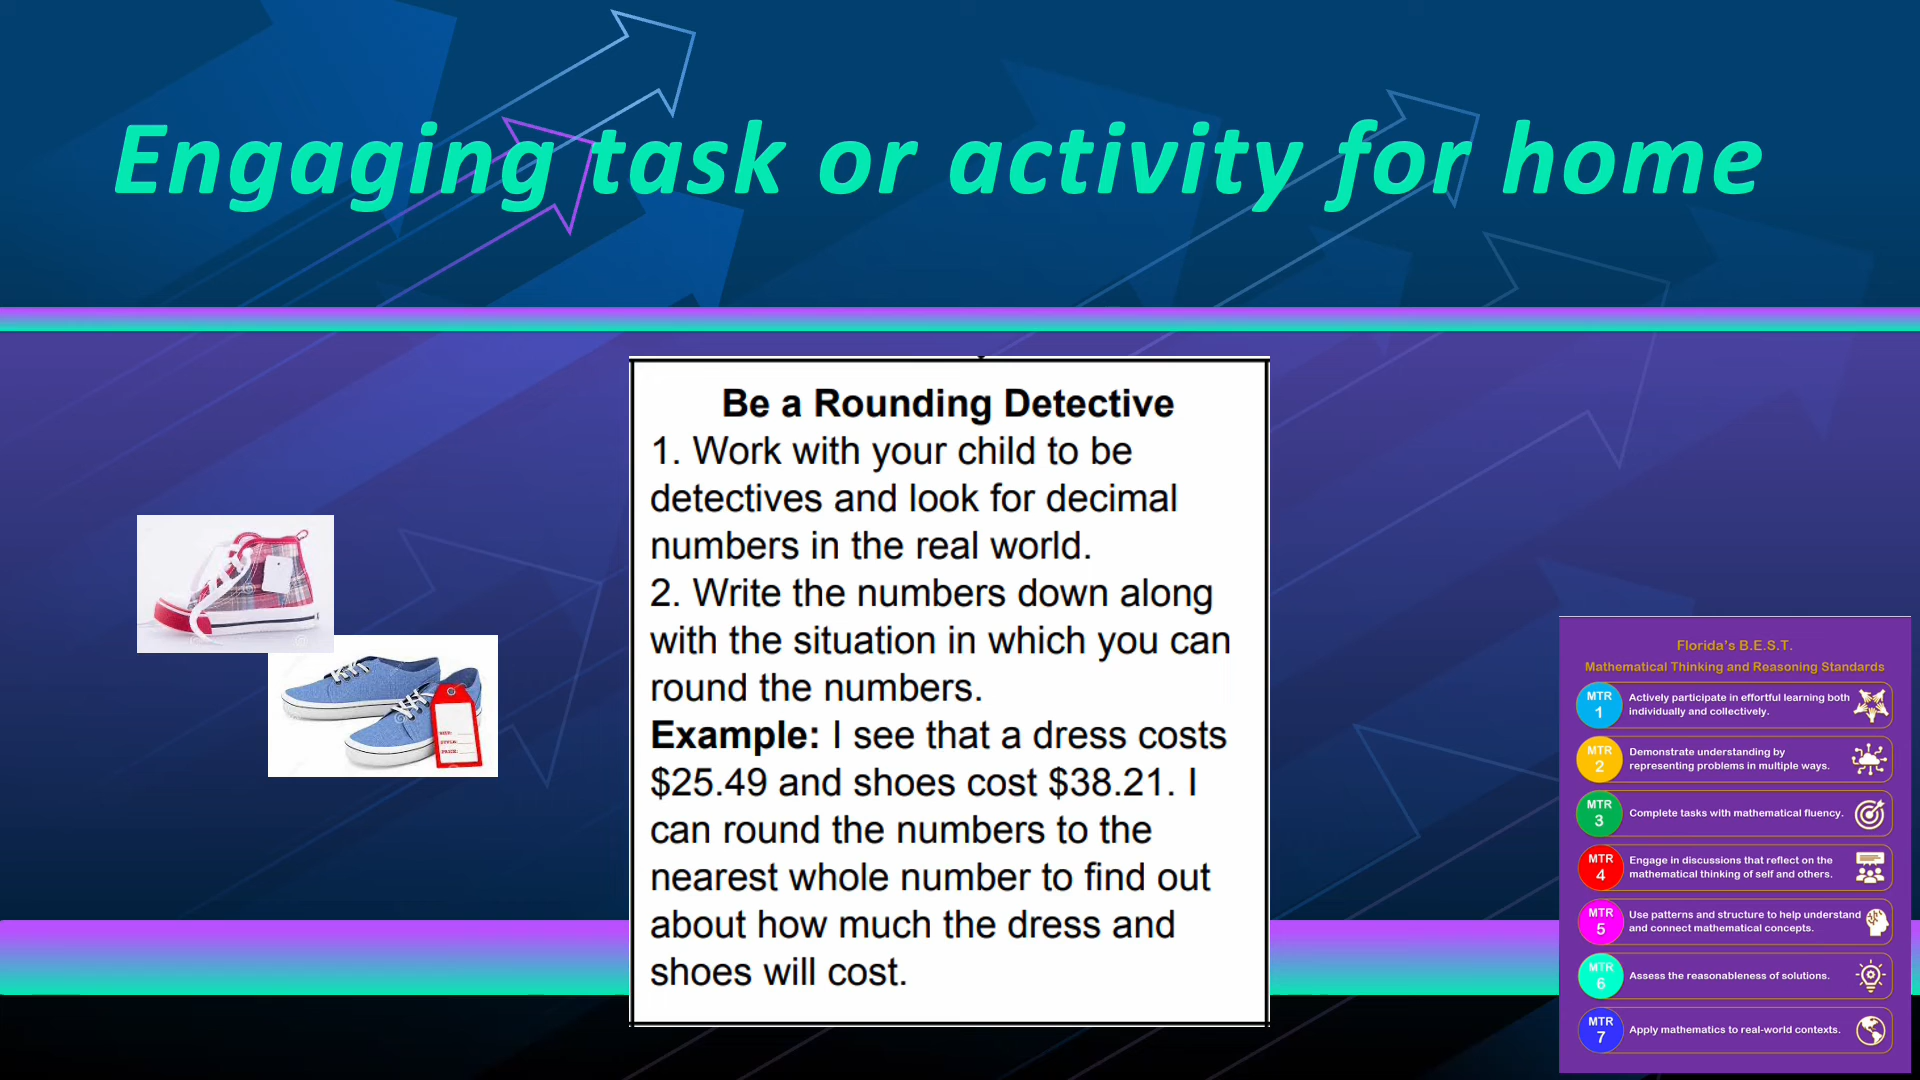 Engaging task or activity for home
Be a Rounding Detective
1. Work with your child to be
detectives and look for decimal
numbers in the real world.
2. Write the numbers down along
with the situation in which you can
round the numbers.
Example: I see that a dress costs
$25.49 and shoes cost $38.21. I
can round the numbers to the
nearest whole number to find out
about how much the dress and
shoes will cost.
Florida's B.E.S.T.
Mathematical Thinking and Reasoning Standards
MTR
1
Actively participate in effortful learning both
individually and collectively.
MTR
2
Demonstrate understanding by
representing problems in multiple ways.
MTR
3
Complete tasks with mathematical fluency.
MTR
4
Engage in discussions that reflect on the
mathematical thinking of self and others.
MTR
5
Use patterns and structure to help understand
and connect mathematical concepts.
MTR
6
Assess the reasonableness of solutions.
MTR
7
Apply mathematics to real-world contexts.